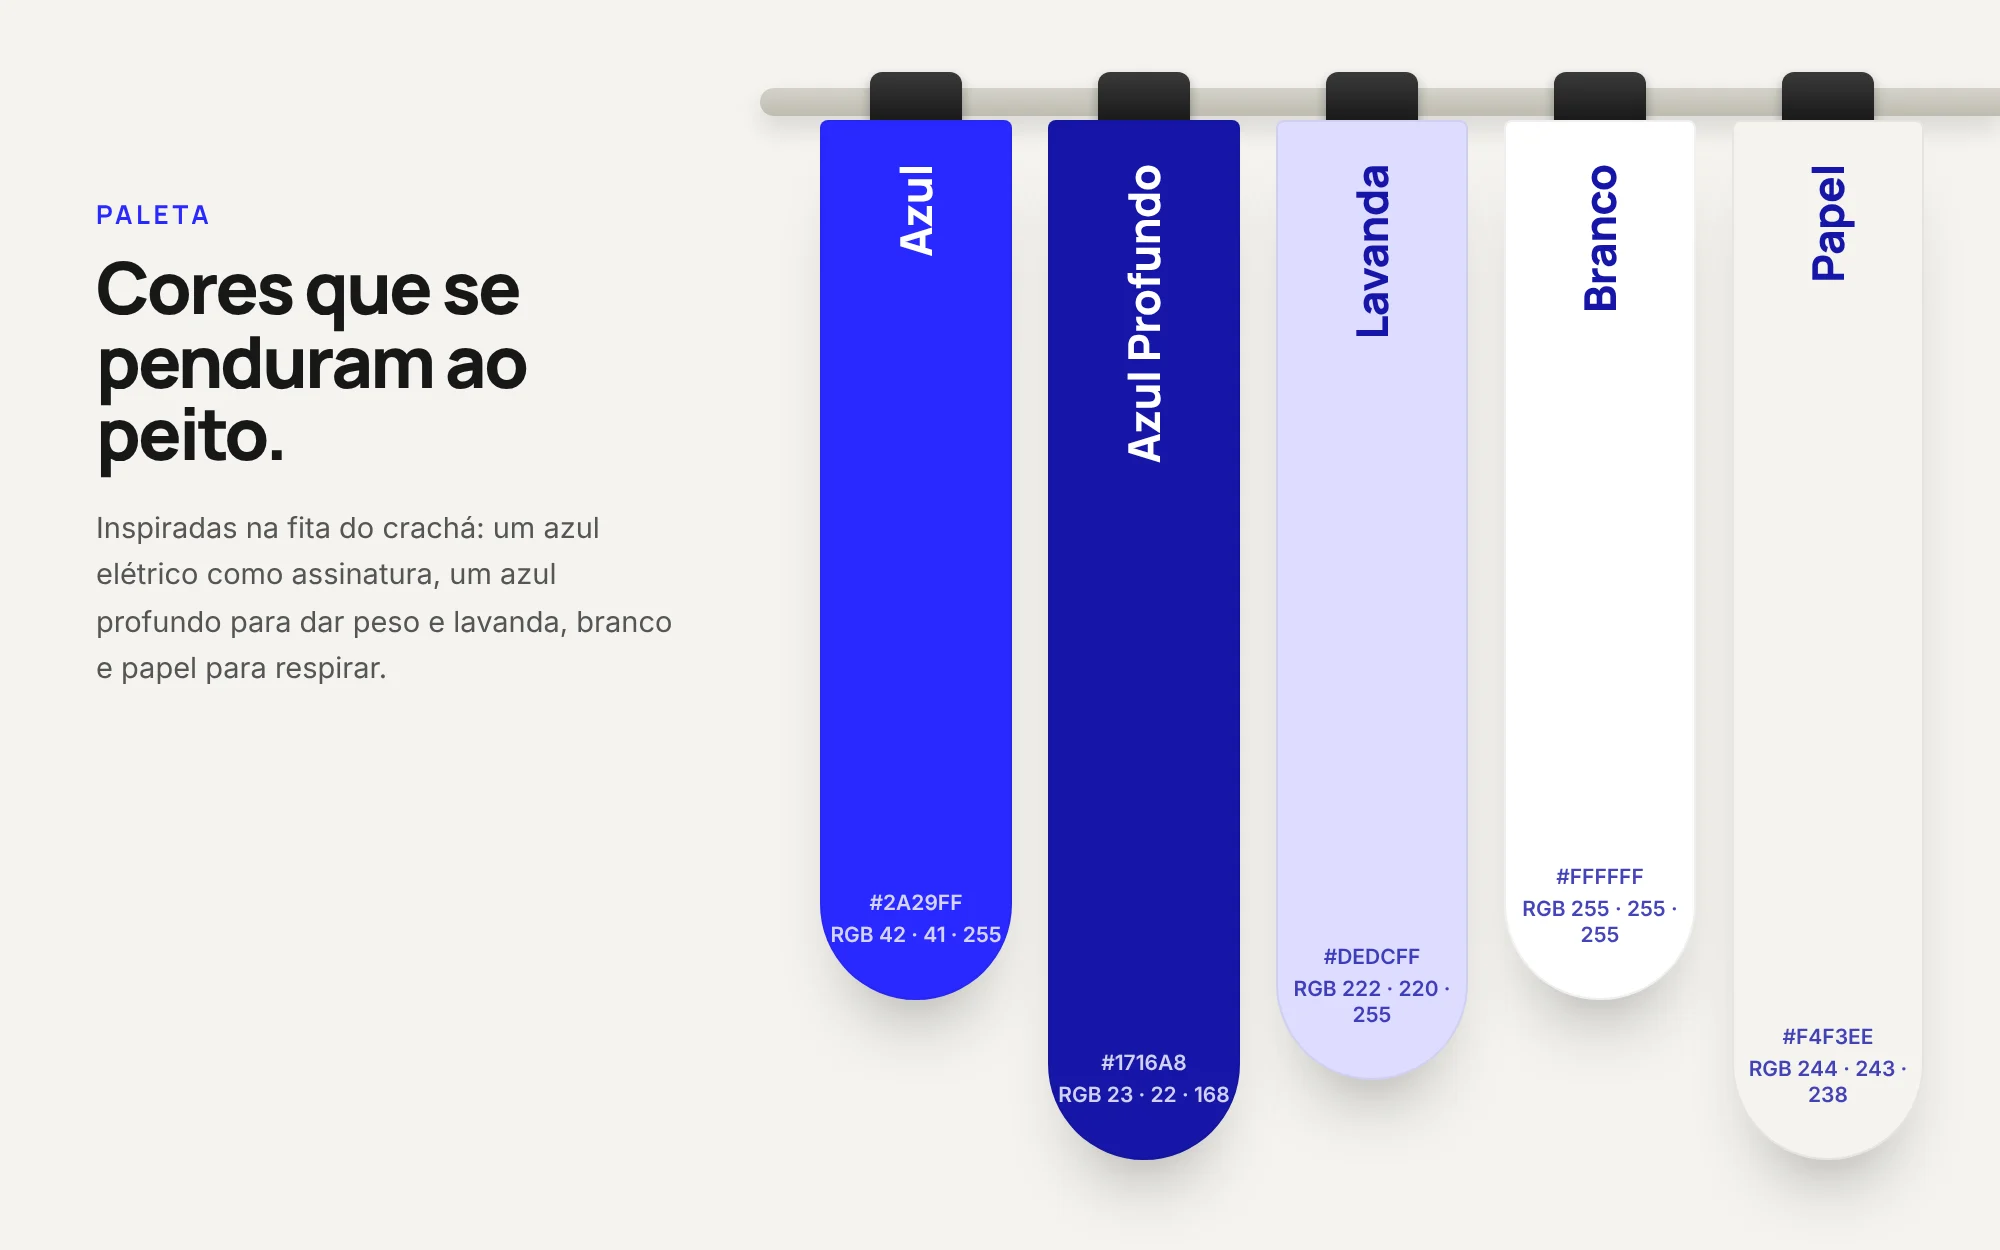 PALETA
Cores que se
penduram ao
peito.
Inspiradas na fita do crachá: um azul
elétrico como assinatura, um azul
profundo para dar peso e lavanda, branco
e papel para respirar.
Azul
#2A29FF
RGB 42 · 41 · 255
Azul Profundo
#1716A8
RGB 23 · 22 · 168
Lavanda
#DEDCFF
RGB 222 · 220 ·
255
Branco
#FFFFFF
RGB 255 · 255 ·
255
Papel
#F4F3EE
RGB 244 · 243 ·
238